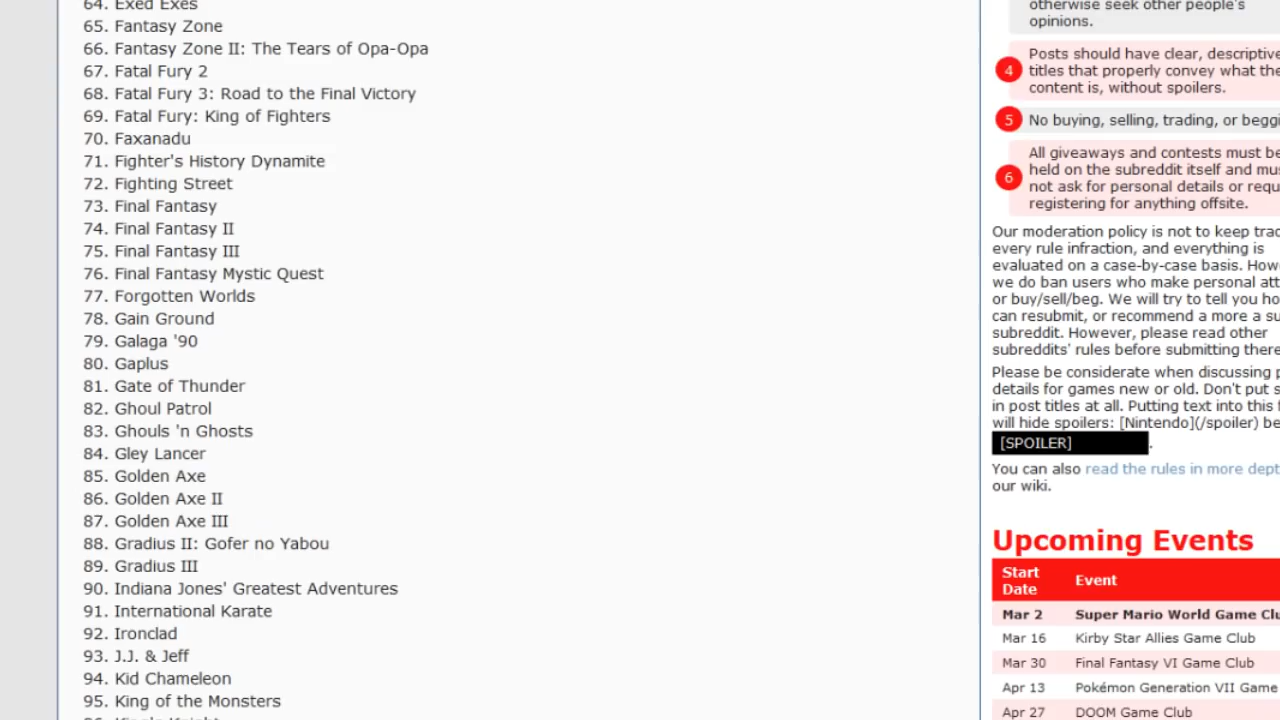 64. Exed Exes
65. Fantasy Zone
66. Fantasy Zone II: The Tears of Opa-Opa
67. Fatal Fury 2
68. Fatal Fury 3: Road to the Final Victory
69. Fatal Fury: King of Fighters
70. Faxanadu
71. Fighter's History Dynamite
72. Fighting Street
73. Final Fantasy
74. Final Fantasy II
75. Final Fantasy III
76. Final Fantasy Mystic Quest
77. Forgotten Worlds
78. Gain Ground
79. Galaga '90
80. Gaplus
81. Gate of Thunder
82. Ghoul Patrol
83. Ghouls 'n Ghosts
84. Gley Lancer
85. Golden Axe
86. Golden Axe II
87. Golden Axe III
88. Gradius II: Gofer no Yabou
89. Gradius III
90. Indiana Jones' Greatest Adventures
91. International Karate
92. Ironclad
93. J.J. & Jeff
94. Kid Chameleon
95. King of the Monsters
otherwise seek other people's
opinions.
4 Posts should have clear, descriptive
titles that properly convey what the
content is, without spoilers.
5 No buying, selling, trading, or beggi
6 All giveaways and contests must be
held on the subreddit itself and mus
not ask for personal details or requ
registering for anything offsite.
Our moderation policy is not to keep trac
every rule infraction, and everything is
evaluated on a case-by-case basis. Howe
we do ban users who make personal att
or buy/sell/beg. We will try to tell you ho
can resubmit, or recommend a more a su
subreddit. However, please read other
subreddits' rules before submitting there
Please be considerate when discussing p
details for games new or old. Don't put s
in post titles at all. Putting text into this f
will hide spoilers: [Nintendo](/spoiler) be
[SPOILER].
You can also read the rules in more dept
our wiki.
Upcoming Events
Start Date Event
Mar 2 Super Mario World Game Clu
Mar 16 Kirby Star Allies Game Club
Mar 30 Final Fantasy VI Game Club
Apr 13 Pokémon Generation VII Game
Apr 27 DOOM Game Club